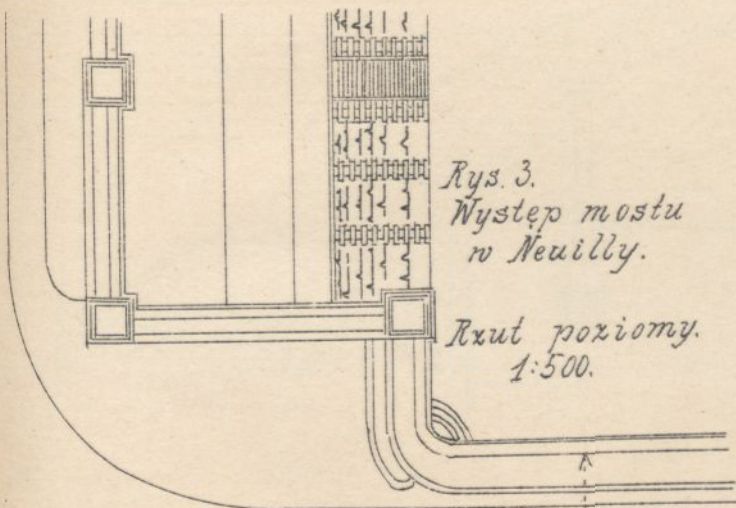 Rys. 3.
Występ mostu
w Neuilly.
Rzut poziomy.
1:500.